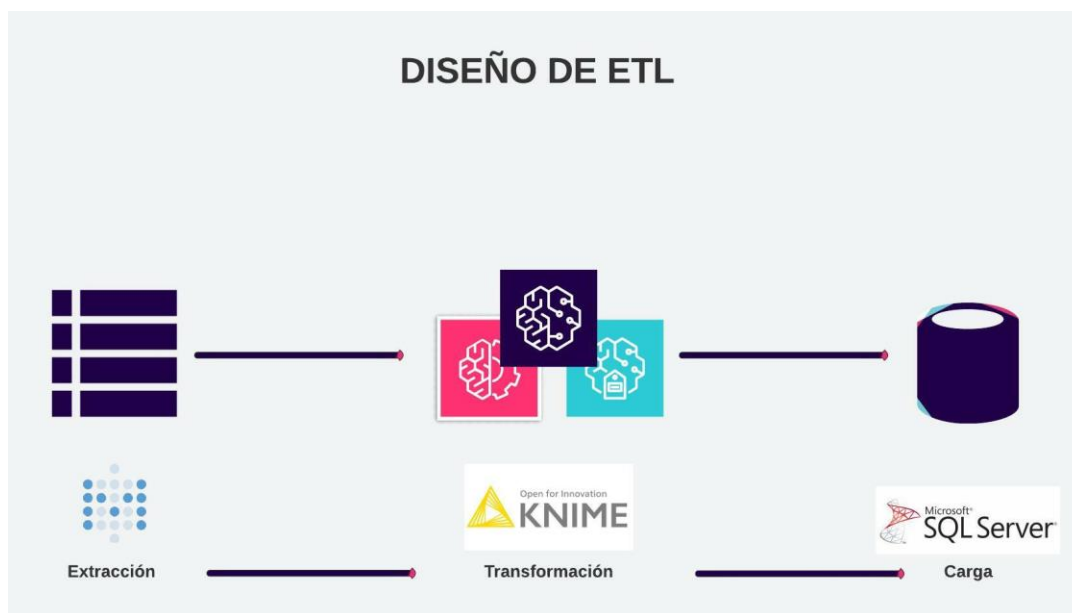 DISEÑO DE ETL
Open for Innovation
KNIME
Microsoft
SQL Server
Extracción
Transformación
Carga